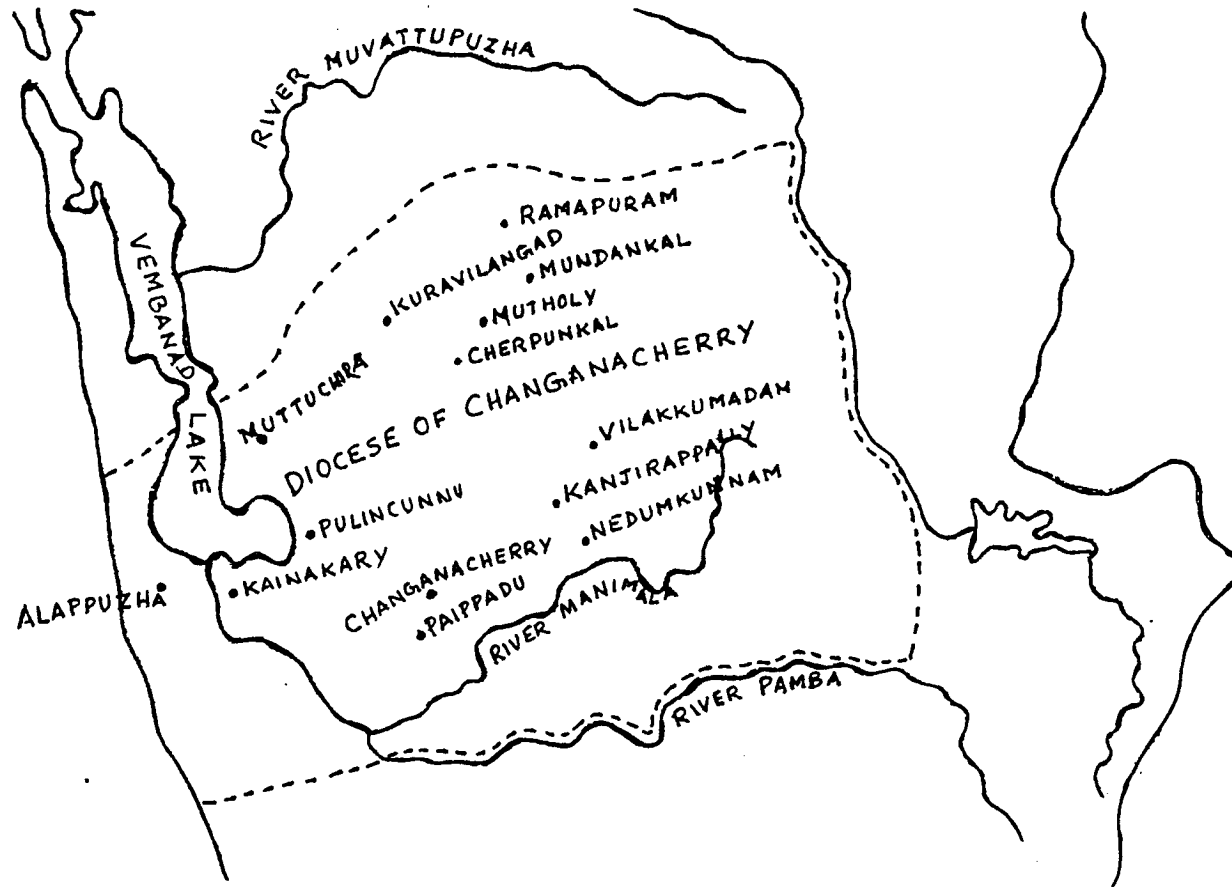 RIVER MUVATTUPUZHA
RAMAPURAM
KURAVILANGAD
MUNDANKAL
VEMBANAD
LAKE
MUTHOLY
CHERPUNKAL
MUTTUCHIRA
DIOCESE OF CHANGANACHERRY
VILAKKUMADAM
KANJIRAPPALLY
PULINCUNNU
NEDUMKUNNAM
KAINAKARY
CHANGANACHERRY
ALAPPUZHA
PAIPPADU
RIVER MANIMALA
RIVER PAMBA